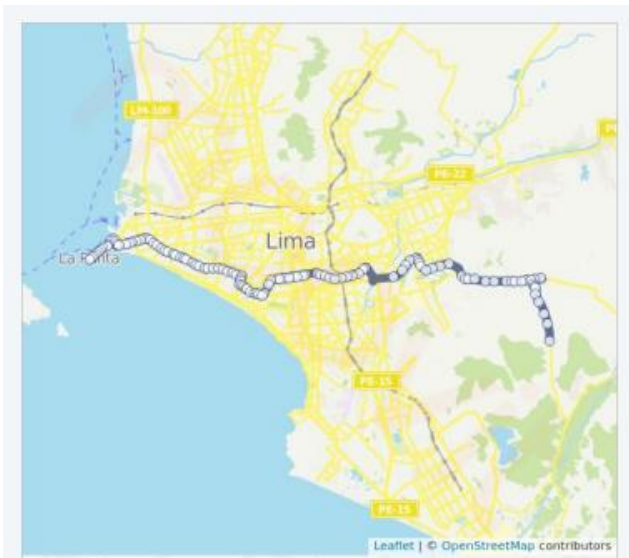 LM-100
PE-22
Lima
La Punta
PE-15
PE-15
Leaflet | © OpenStreetMap contributors